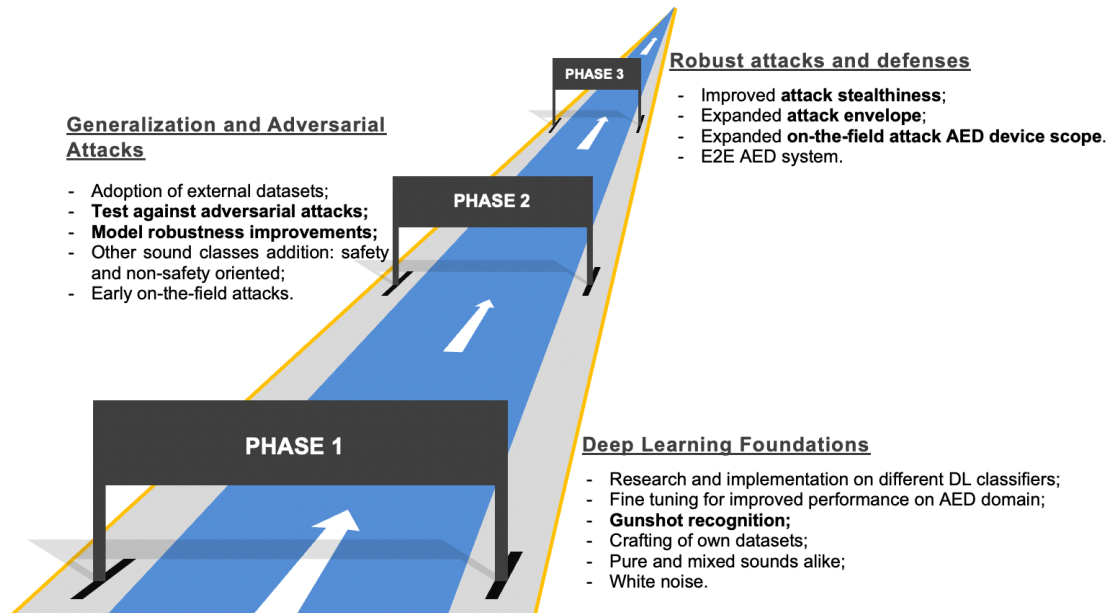 PHASE 3
Robust attacks and defenses
- Improved attack stealthiness;
- Expanded attack envelope;
- Expanded on-the-field attack AED device scope.
- E2E AED system.
Generalization and Adversarial
Attacks
- Adoption of external datasets;
- Test against adversarial attacks;
- Model robustness improvements;
- Other sound classes addition: safety
and non-safety oriented;
- Early on-the-field attacks.
PHASE 2
PHASE 1
Deep Learning Foundations
- Research and implementation on different DL classifiers;
- Fine tuning for improved performance on AED domain;
- Gunshot recognition;
- Crafting of own datasets;
- Pure and mixed sounds alike;
- White noise.